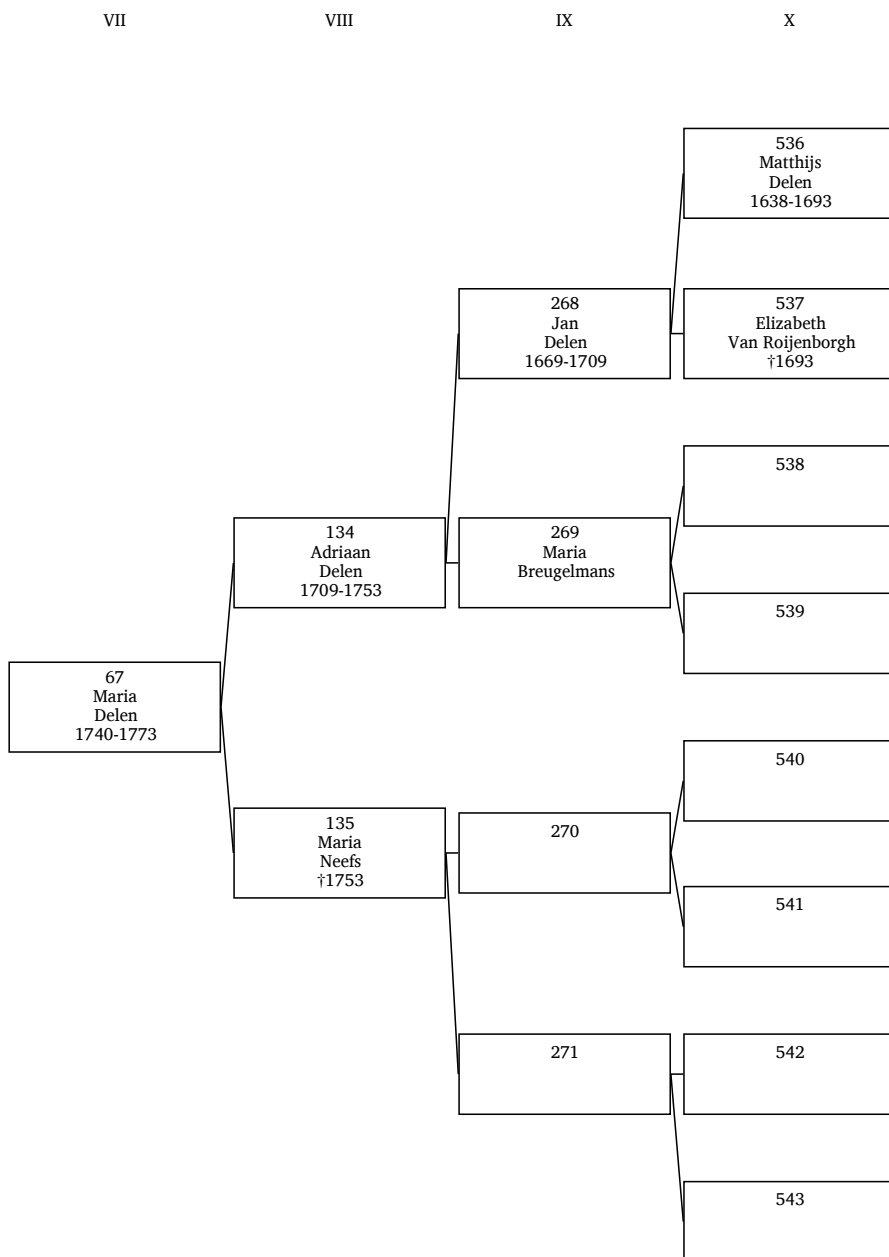 VII VIII IX X
536
Matthijs
Delen
1638-1693
268
Jan
Delen
1669-1709
537
Elizabeth
Van Roijenborgh
†1693
538
134
Adriaan
Delen
1709-1753
269
Maria
Breugelmans
539
67
Maria
Delen
1740-1773
540
135
Maria
Neefs
†1753
270
541
271
542
543